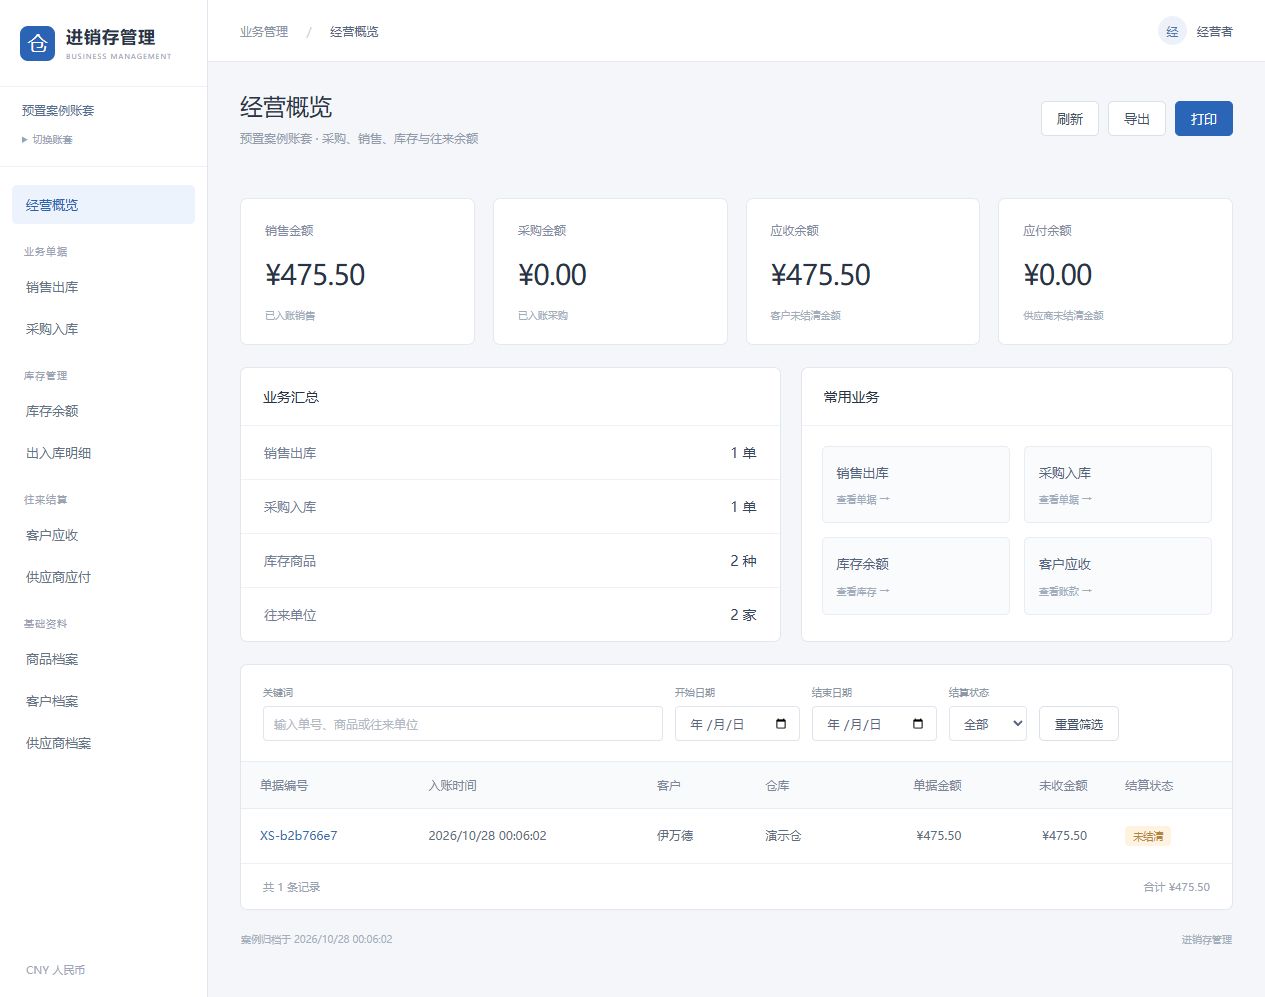 仓 进销存管理
BUSINESS MANAGEMENT
预置案例账套
▶ 切换账套
经营概览
业务单据
销售出库
采购入库
库存管理
库存余额
出入库明细
往来结算
客户应收
供应商应付
基础资料
商品档案
客户档案
供应商档案
CNY 人民币
业务管理 / 经营概览
经 经营者
经营概览
预置案例账套 · 采购、销售、库存与往来余额
刷新 导出 打印
销售金额
¥475.50
已入账销售
采购金额
¥0.00
已入账采购
应收余额
¥475.50
客户未结清金额
应付余额
¥0.00
供应商未结清金额
业务汇总
销售出库 1 单
采购入库 1 单
库存商品 2 种
往来单位 2 家
常用业务
销售出库
查看单据 →
采购入库
查看单据 →
库存余额
查看库存 →
客户应收
查看账款 →
关键词 开始日期 结束日期 结算状态
输入单号、商品或往来单位 年 /月/日 年 /月/日 全部 重置筛选
单据编号 入账时间 客户 仓库 单据金额 未收金额 结算状态
XS-b2b766e7 2026/10/28 00:06:02 伊万德 演示仓 ¥475.50 ¥475.50 未结清
共 1 条记录 合计 ¥475.50
案例归档于 2026/10/28 00:06:02 进销存管理